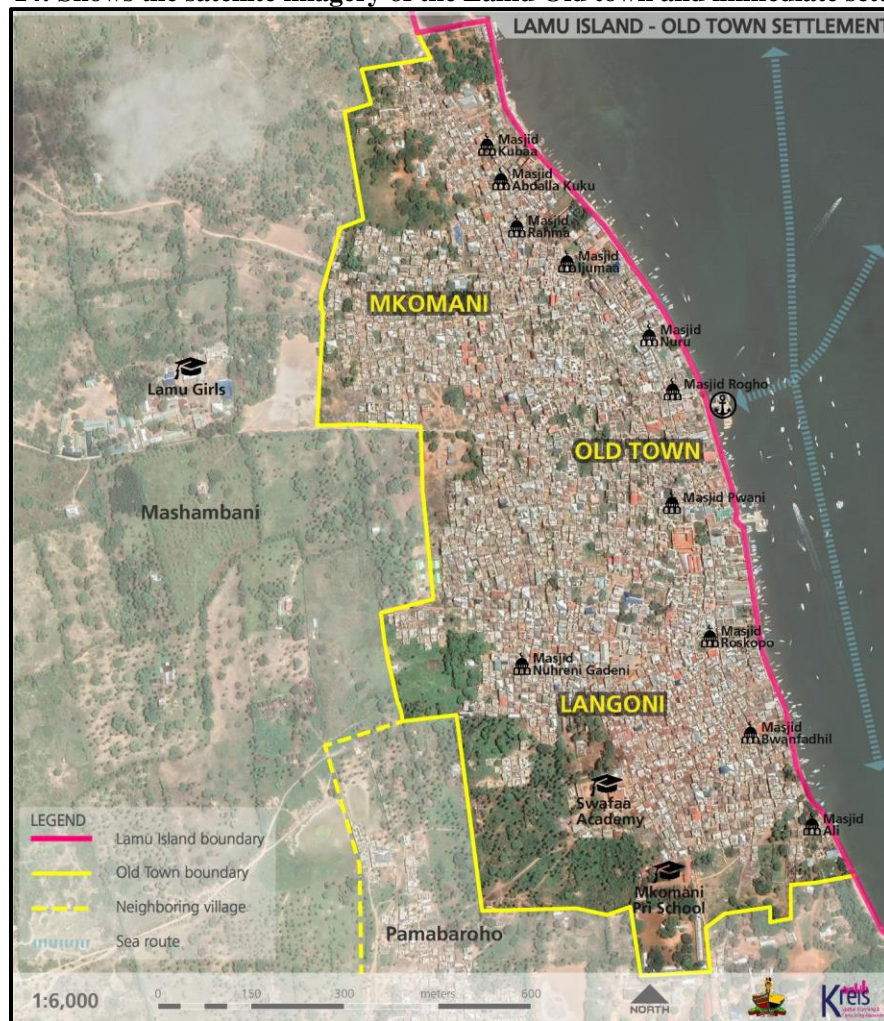 LAMU ISLAND - OLD TOWN SETTLEMENT
Masjid
Kubaa
Masjid
Abdalla Kuku
Masjid
Rahma
Masjid
Ijumaa
MKOMANI
Masjid
Nuru
Lamu Girls
Masjid Rogho
OLD TOWN
Masjid Pwani
Mashambani
Masjid
Roskopo
Masjid
Nuhreni Gadeni
LANGONI
Masjid
Bwanfadhil
Swafaa
Academy
Masjid
Ali
Mkomani
Pri School
Pamabaroho
LEGEND
Lamu Island boundary
Old Town boundary
Neighboring village
Sea route
1:6,000
0 150 300 meters 600
NORTH
Kreis